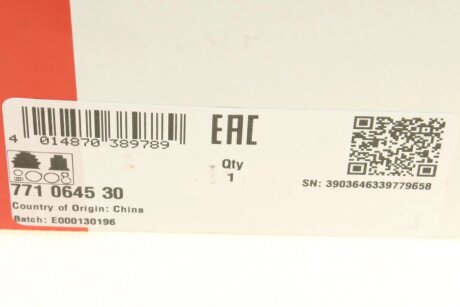 4 014870 389789
EAC
Qty
1
SN: 3903646339779658
771 0645 30
Country of Origin: China
Batch: E000130196